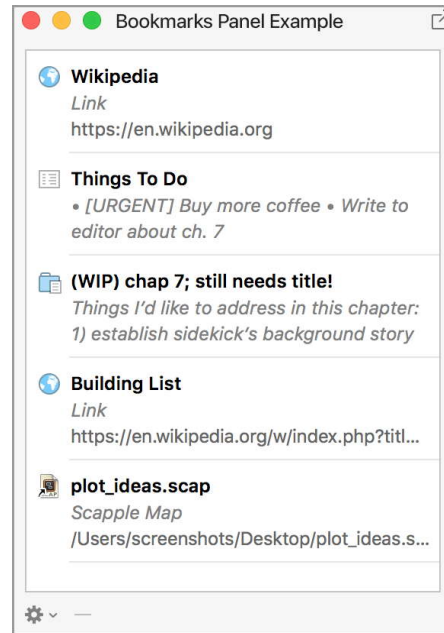 Bookmarks Panel Example
Wikipedia
Link
https://en.wikipedia.org
Things To Do
• [URGENT] Buy more coffee • Write to
editor about ch. 7
(WIP) chap 7; still needs title!
Things I’d like to address in this chapter:
1) establish sidekick’s background story
Building List
Link
https://en.wikipedia.org/w/index.php?titl...
plot_ideas.scap
Scapple Map
/Users/screenshots/Desktop/plot_ideas.s...